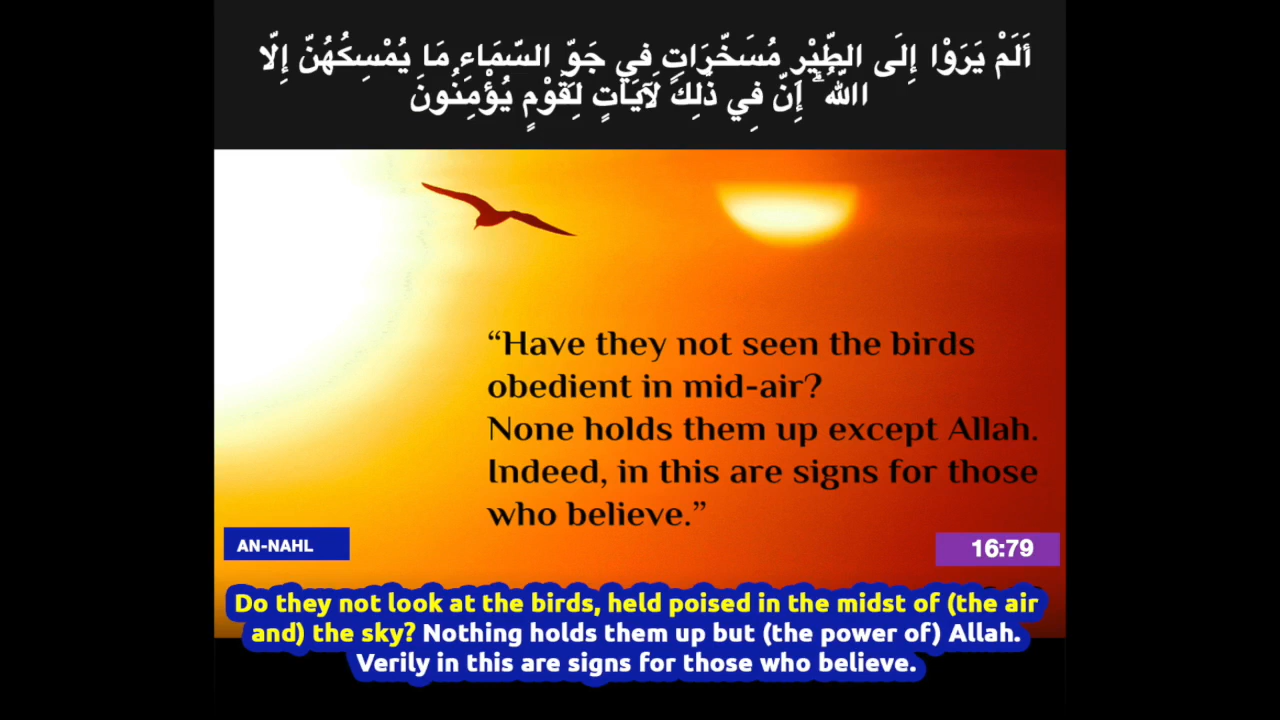 أَلَمْ يَرَوْا إِلَى الطَّيْرِ مُسَخَّرَاتٍ فِي جَوِّ السَّمَاءِ مَا يُمْسِكُهُنَّ إِلَّا
اللَّهُ ۗ إِنَّ فِي ذَٰلِكَ لَآيَاتٍ لِّقَوْمٍ يُؤْمِنُونَ
“Have they not seen the birds
obedient in mid-air?
None holds them up except Allah.
Indeed, in this are signs for those
who believe.”
AN-NAHL
16:79
Do they not look at the birds, held poised in the midst of (the air
and) the sky? Nothing holds them up but (the power of) Allah.
Verily in this are signs for those who believe.